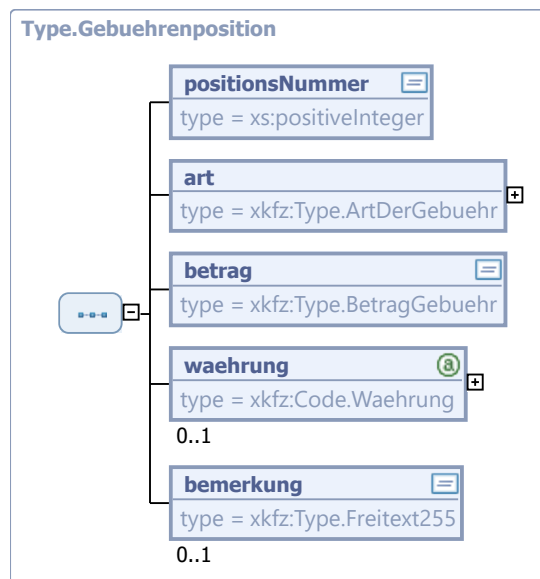 Type.Gebuehrenposition
positionsNummer
type = xs:positiveInteger
art
type = xkfz:Type.ArtDerGebuehr
betrag
type = xkfz:Type.BetragGebuehr
waehrung
type = xkfz:Code.Waehrung
0..1
bemerkung
type = xkfz:Type.Freitext255
0..1